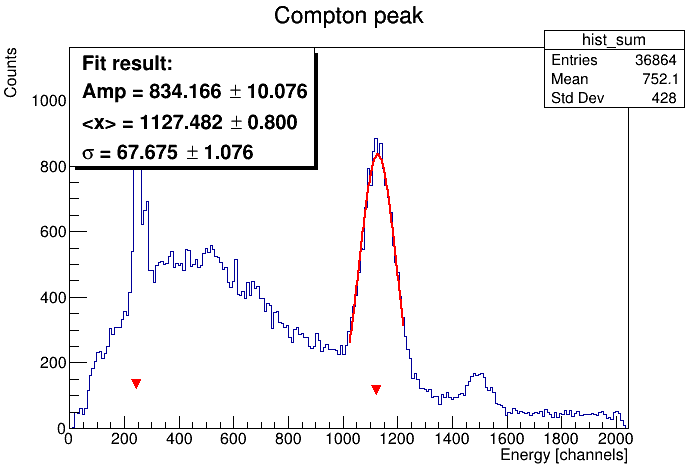 Compton peak
hist_sum
Entries 36864
Mean 752.1
Std Dev 428
Fit result:
Amp = 834.166 ± 10.076
<x> = 1127.482 ± 0.800
σ = 67.675 ± 1.076
Counts
1000
800
600
400
200
0
0 200 400 600 800 1000 1200 1400 1600 1800 2000
Energy [channels]